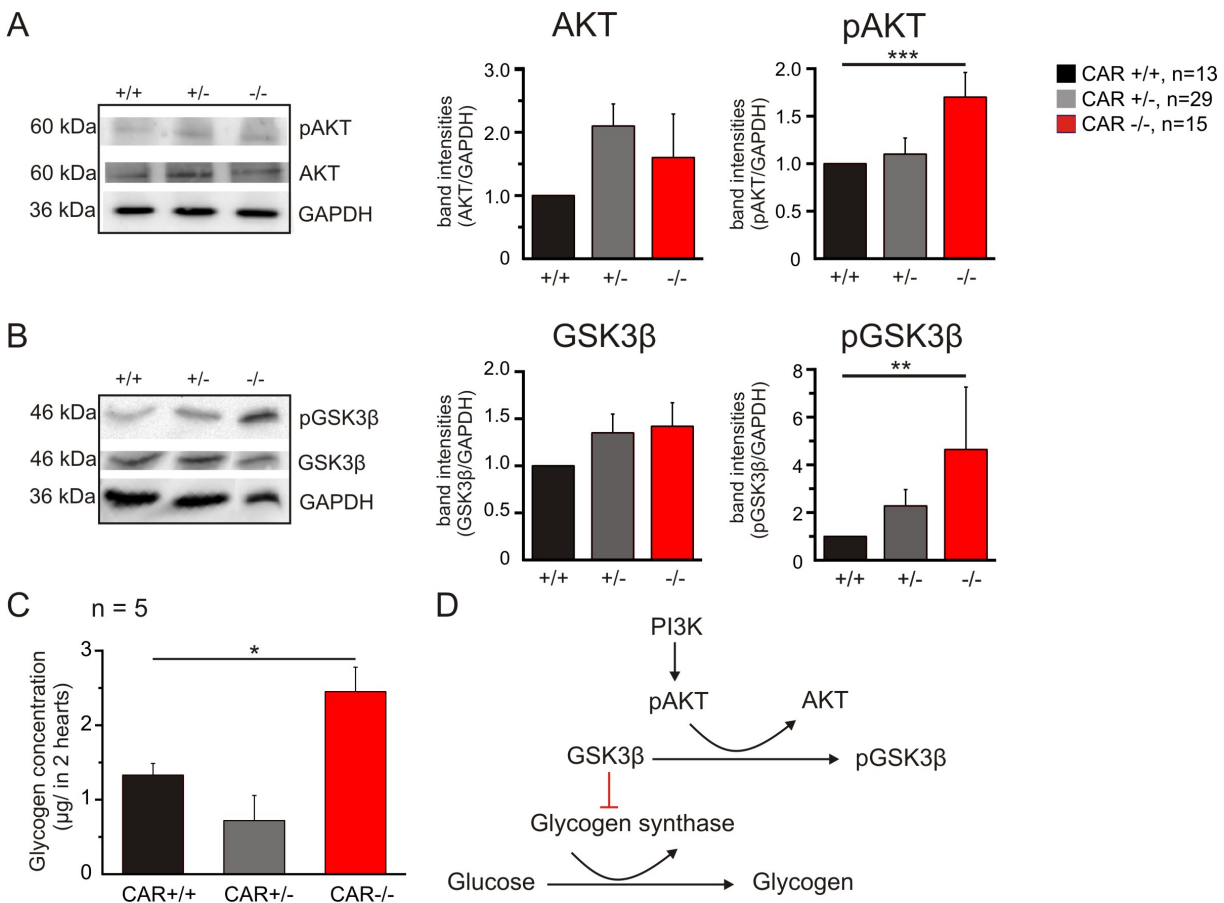 A
AKT
pAKT
+/+ +/- -/-
60 kDa pAKT
60 kDa AKT
36 kDa GAPDH
band intensities
(AKT/GAPDH)
3.0
2.0
1.0
0
+/+ +/- -/-
band intensities
(pAKT/GAPDH)
2.0
1.5
1.0
0.5
0
***
+/+ +/- -/-
CAR +/+, n=13
CAR +/-, n=29
CAR -/-, n=15
B
GSK3β
pGSK3β
+/+ +/- -/-
46 kDa pGSK3β
46 kDa GSK3β
36 kDa GAPDH
band intensities
(GSK3β/GAPDH)
2.0
1.5
1.0
0.5
0
+/+ +/- -/-
band intensities
(pGSK3β/GAPDH)
8
6
4
2
0
**
+/+ +/- -/-
C
n = 5
Glycogen concentration
(µg/ in 2 hearts)
3
2
1
0
*
CAR+/+ CAR+/- CAR-/-
D
PI3K
pAKT AKT
GSK3β pGSK3β
Glycogen synthase
Glucose Glycogen